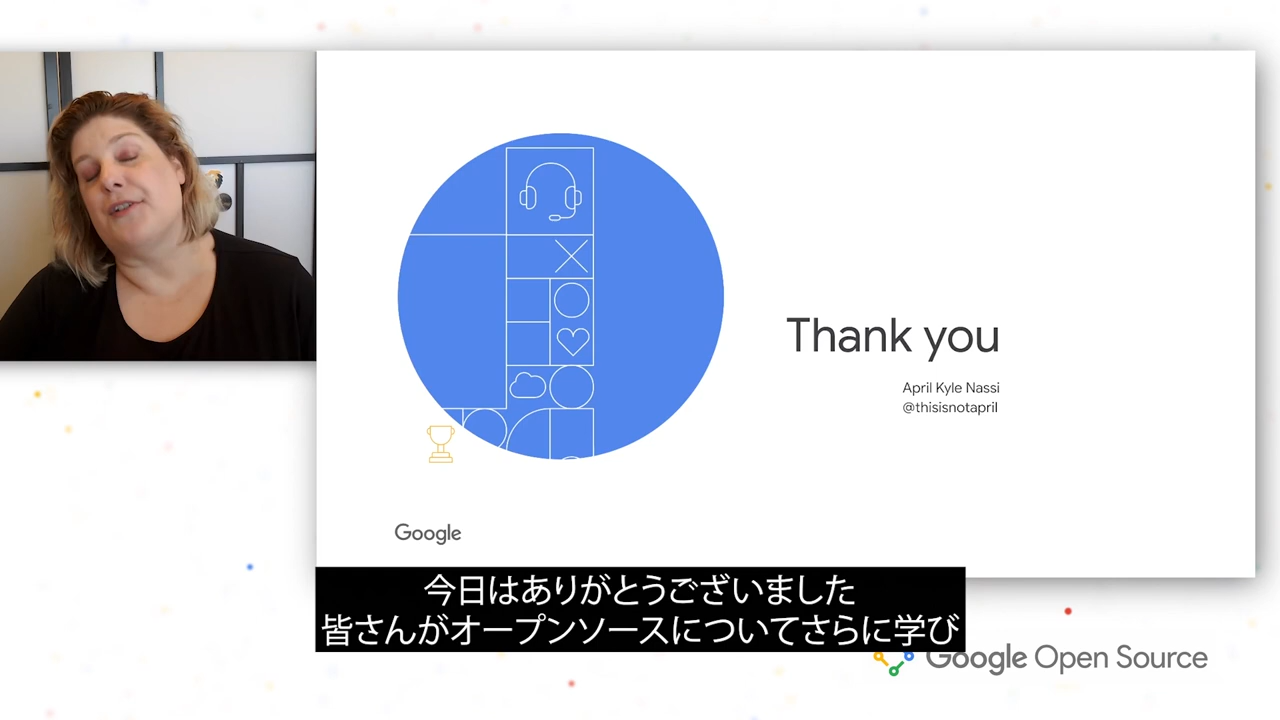 Thank you
April Kyle Nassi
@thisisnotapril
Google
今日はありがとうございました
皆さんがオープンソースについてさらに学び
Google Open Source